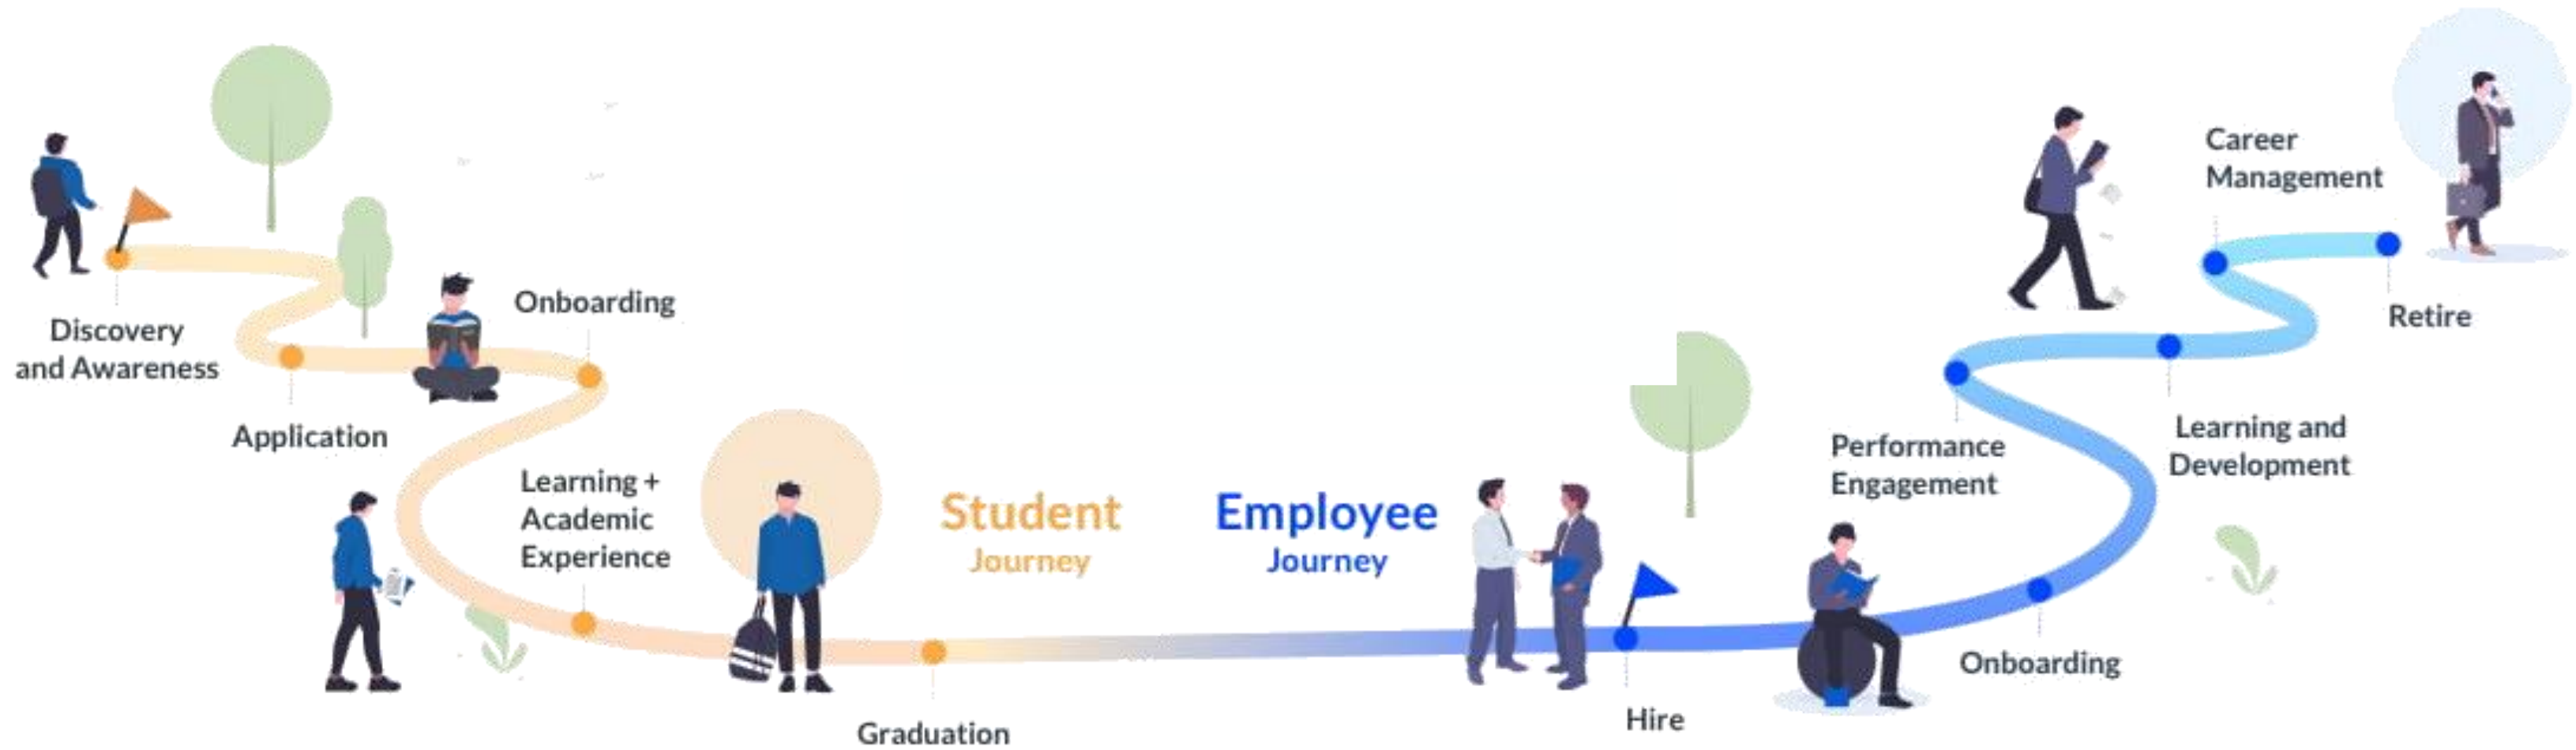 Discovery
and Awareness
Application
Onboarding
Learning +
Academic
Experience
Graduation
Student
Journey
Employee
Journey
Hire
Onboarding
Performance
Engagement
Learning and
Development
Career
Management
Retire